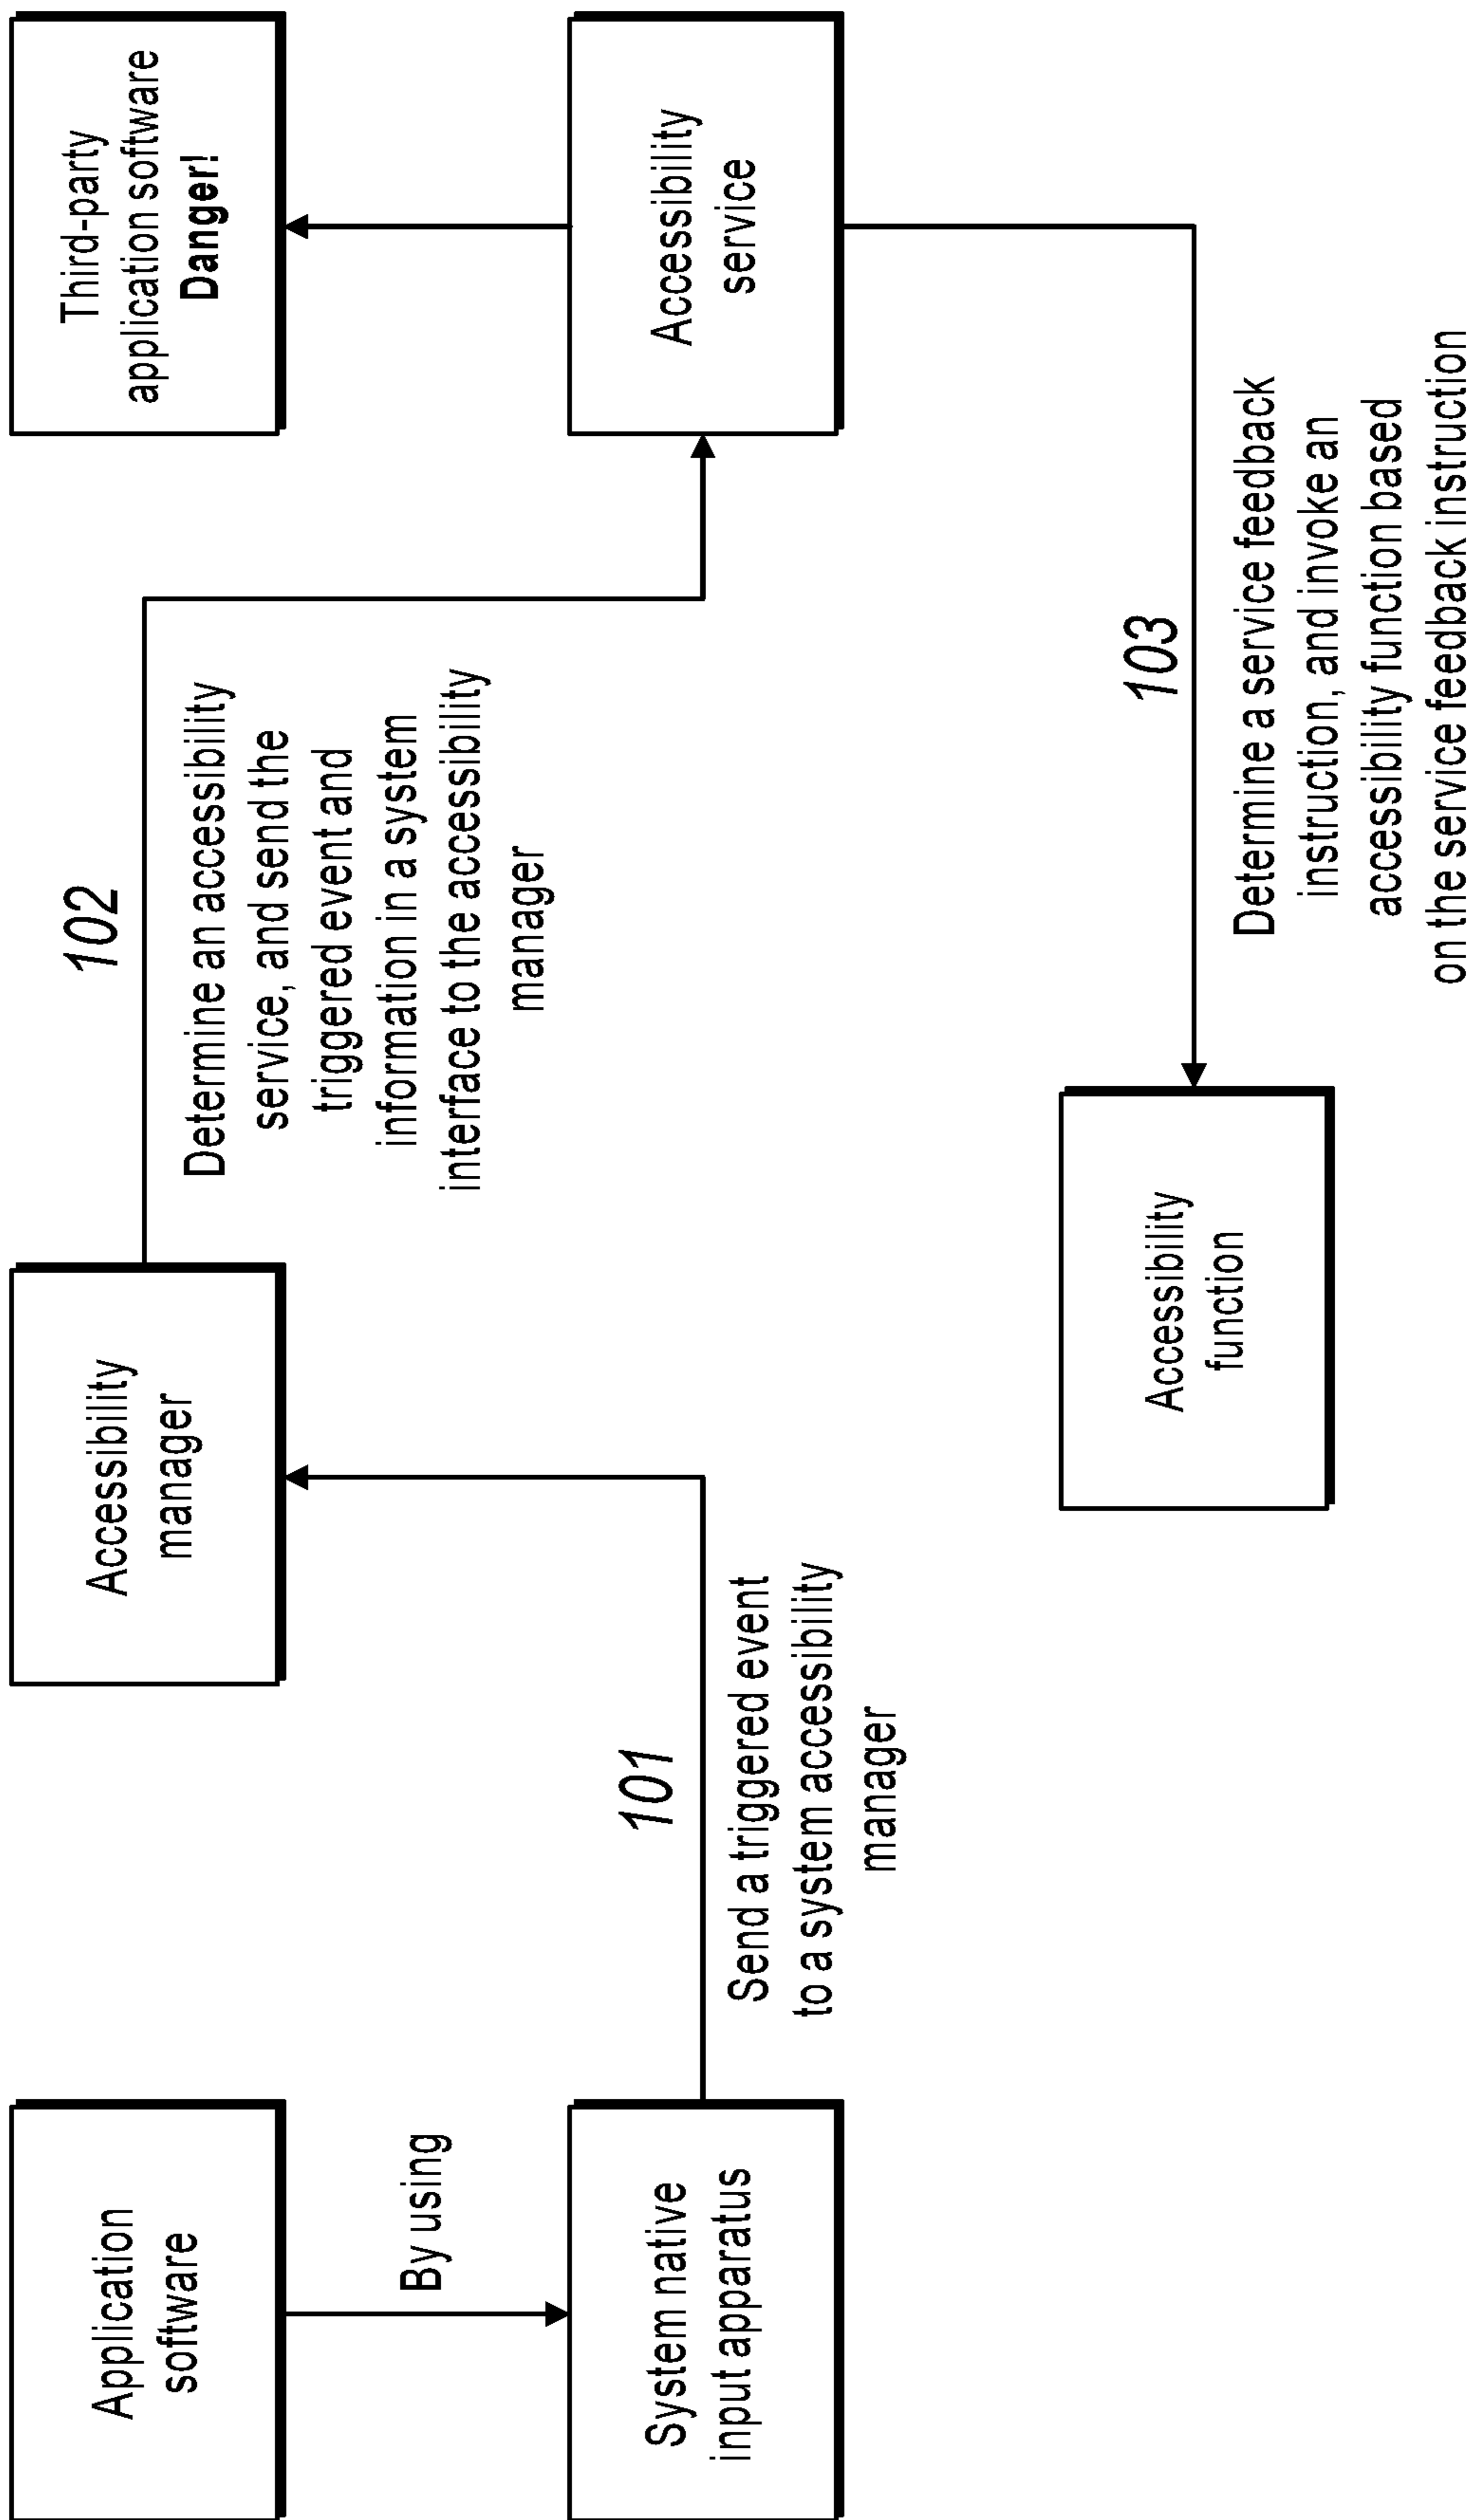 Application
software
By using
System native
input apparatus
101
Send a triggered event
to a system accessibility
manager
Accessibility
manager
102
Determine an accessibility
service, and send the
triggered event and
information in a system
interface to the accessibility
manager
Third-party
application software
Danger!
Accessibility
service
103
Determine a service feedback
instruction, and invoke an
accessibility function based
on the service feedback instruction
Accessibility
function